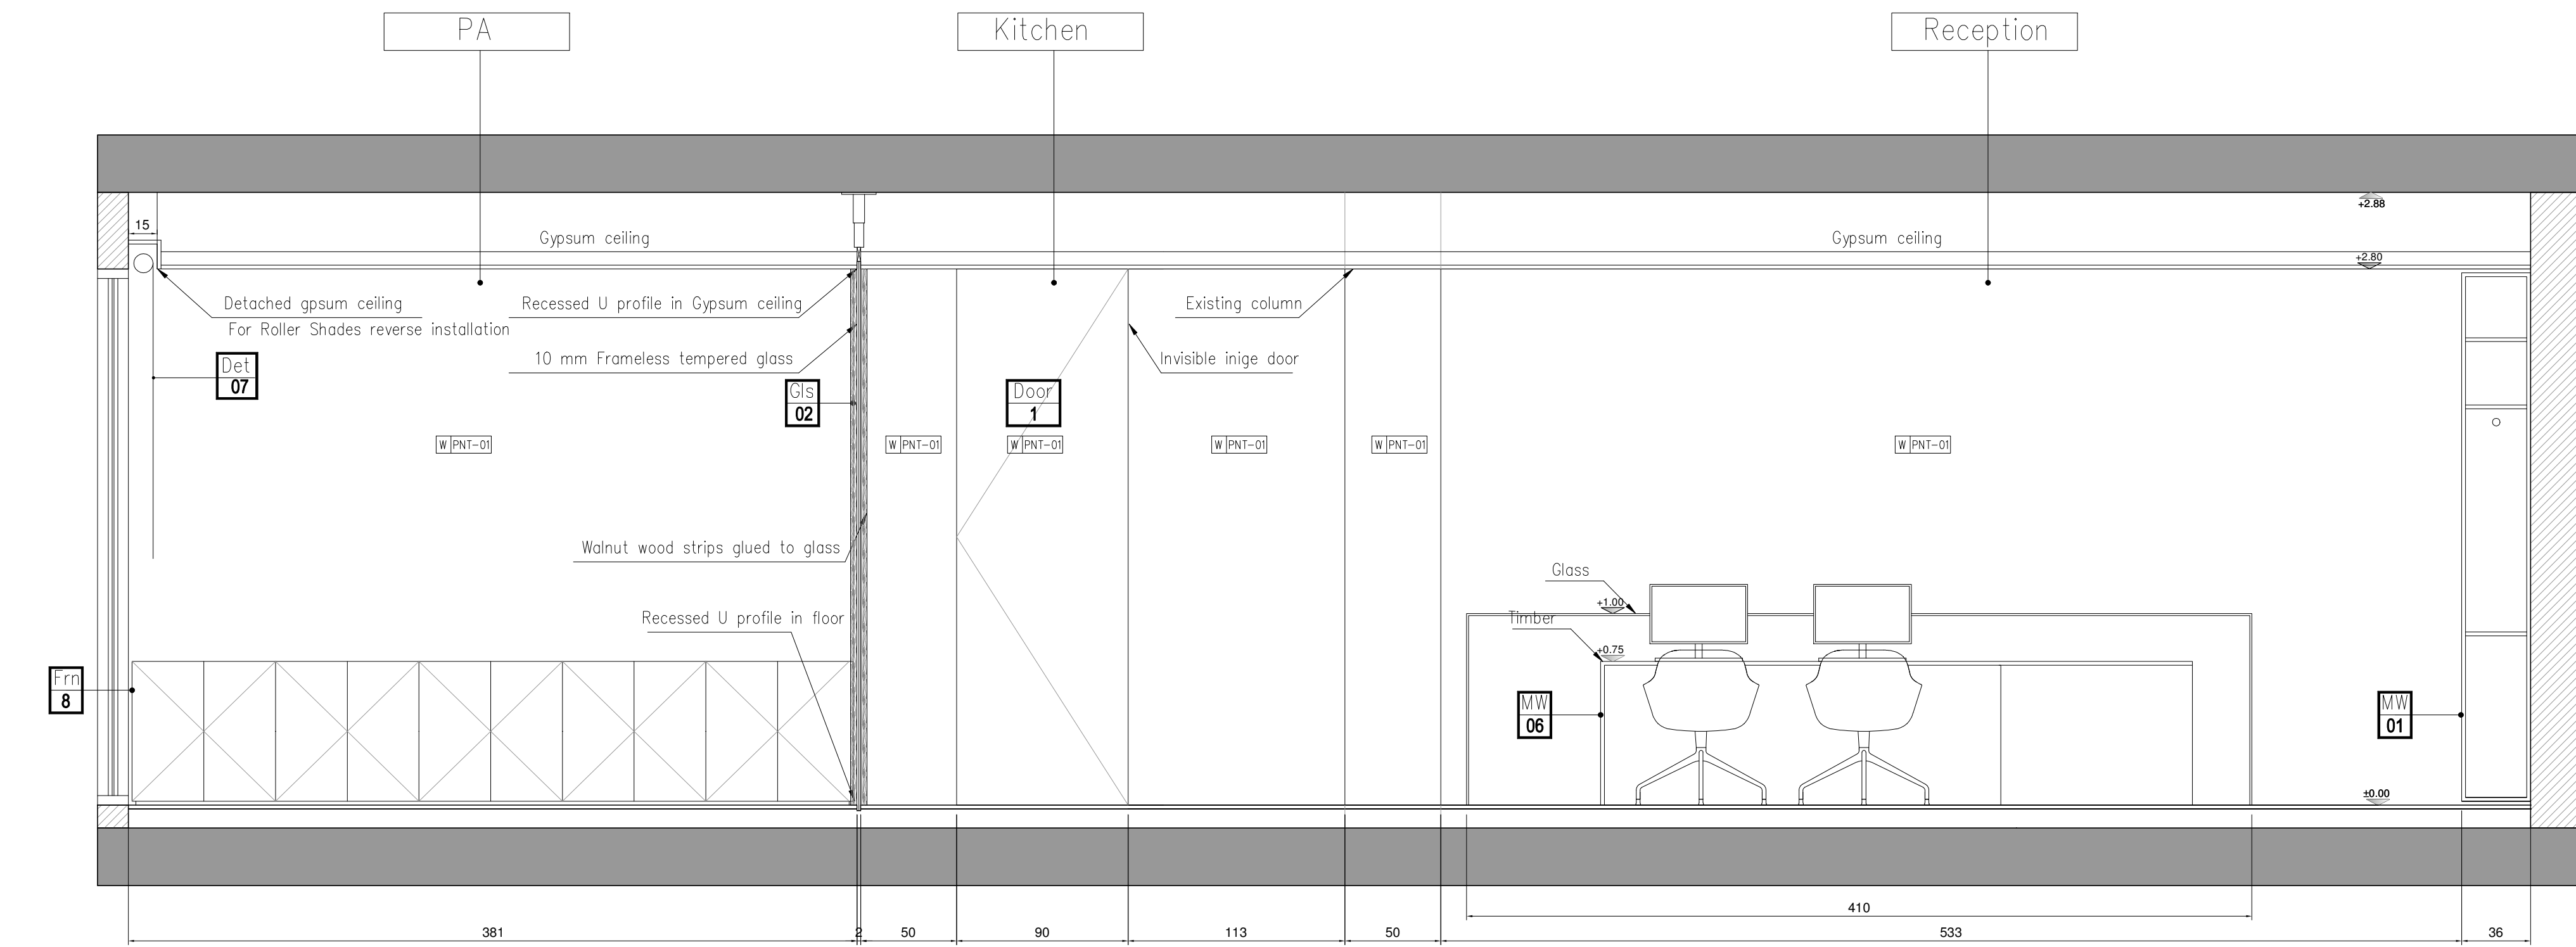 PA
Kitchen
Reception
+2.88
15
Gypsum ceiling
Gypsum ceiling
+2.80
Detached gpsum ceiling
For Roller Shades reverse installation
Recessed U profile in Gypsum ceiling
Existing column
10 mm Frameless tempered glass
Invisible inige door
Det
07
Gls
02
Door
1
W PNT-01
W PNT-01
W PNT-01
W PNT-01
W PNT-01
W PNT-01
Walnut wood strips glued to glass
Glass
+1.00
Recessed U profile in floor
Timber
+0.75
Frn
8
MW
06
MW
01
±0.00
410
381
2
50
90
113
50
533
36